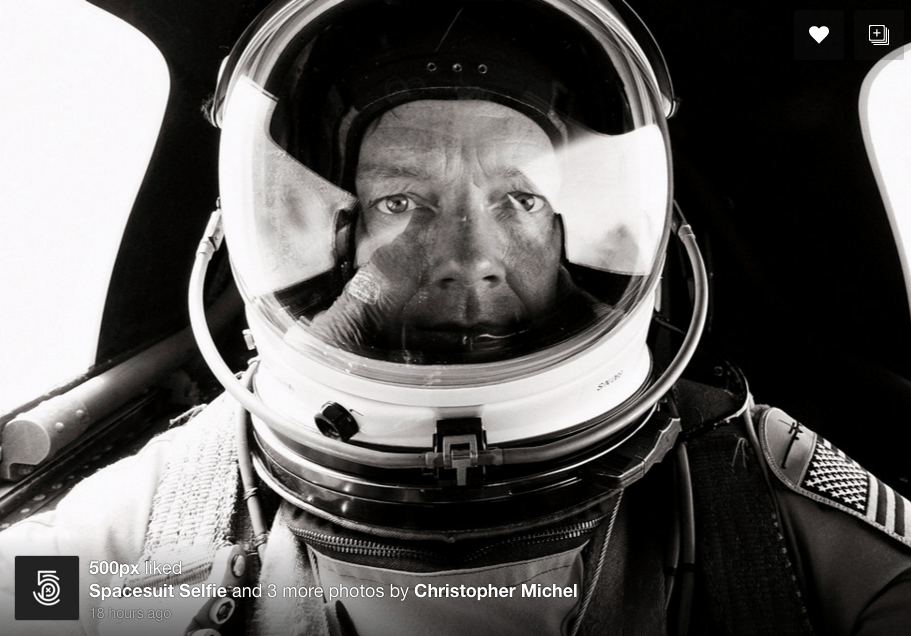 500px liked
Spacesuit Selfie and 3 more photos by Christopher Michel
18 hours ago